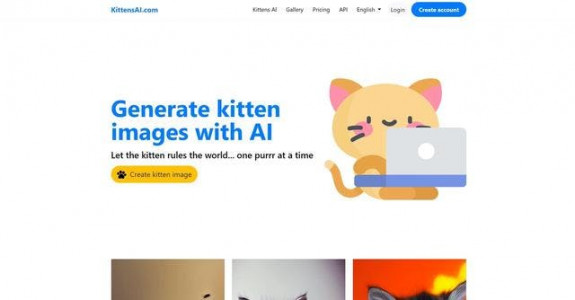 KittensAI.com Kittens AI Gallery Pricing API English Login Create account
Generate kitten
images with AI
Let the kitten rules the world... one purrr at a time
Create kitten image